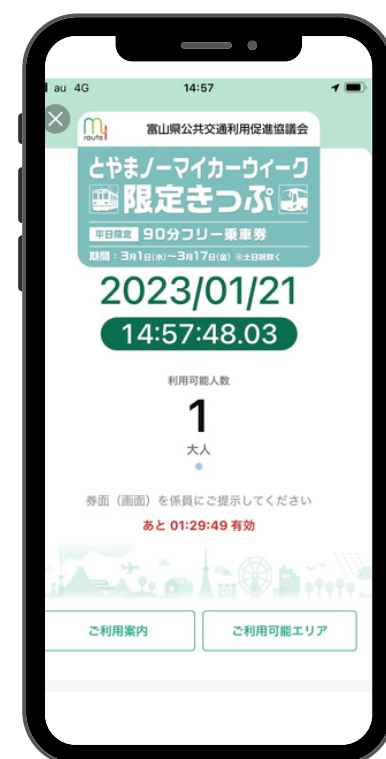 au 4G 14:57
my
route
富山県公共交通利用促進協議会
とやまノーマイカーウィーク
限定きっぷ
平日限定 90分フリー乗車券
期間：3月1日(水)～3月17日(金) ※土日祝除く
2023/01/21
14:57:48.03
利用可能人数
1
大人
券面（画面）を係員にご提示してください
あと 01:29:49 有効
ご利用案内 ご利用可能エリア